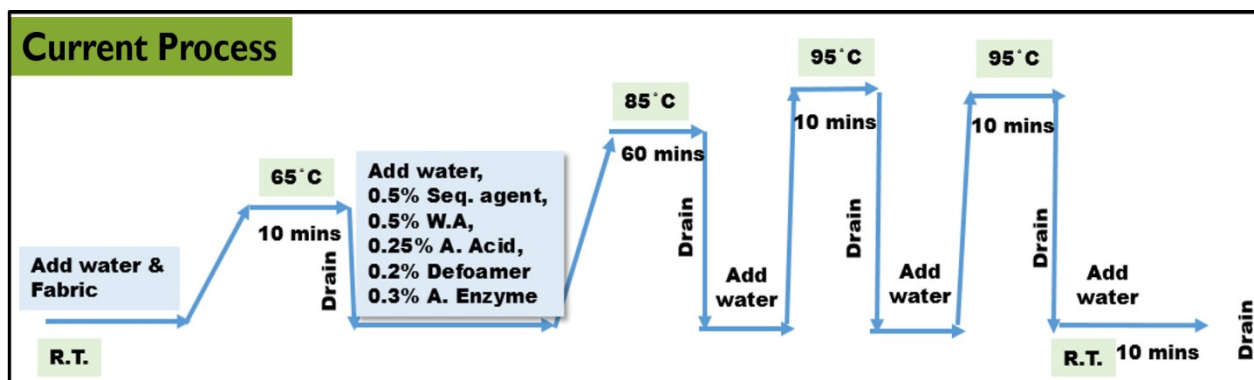 Current Process
Add water &
Fabric
R.T.
65°C
10 mins
Drain
Add water,
0.5% Seq. agent,
0.5% W.A,
0.25% A. Acid,
0.2% Defoamer
0.3% A. Enzyme
85°C
60 mins
Drain
Add
water
95°C
10 mins
Drain
Add
water
95°C
10 mins
Drain
Add
water
R.T.
10 mins
Drain